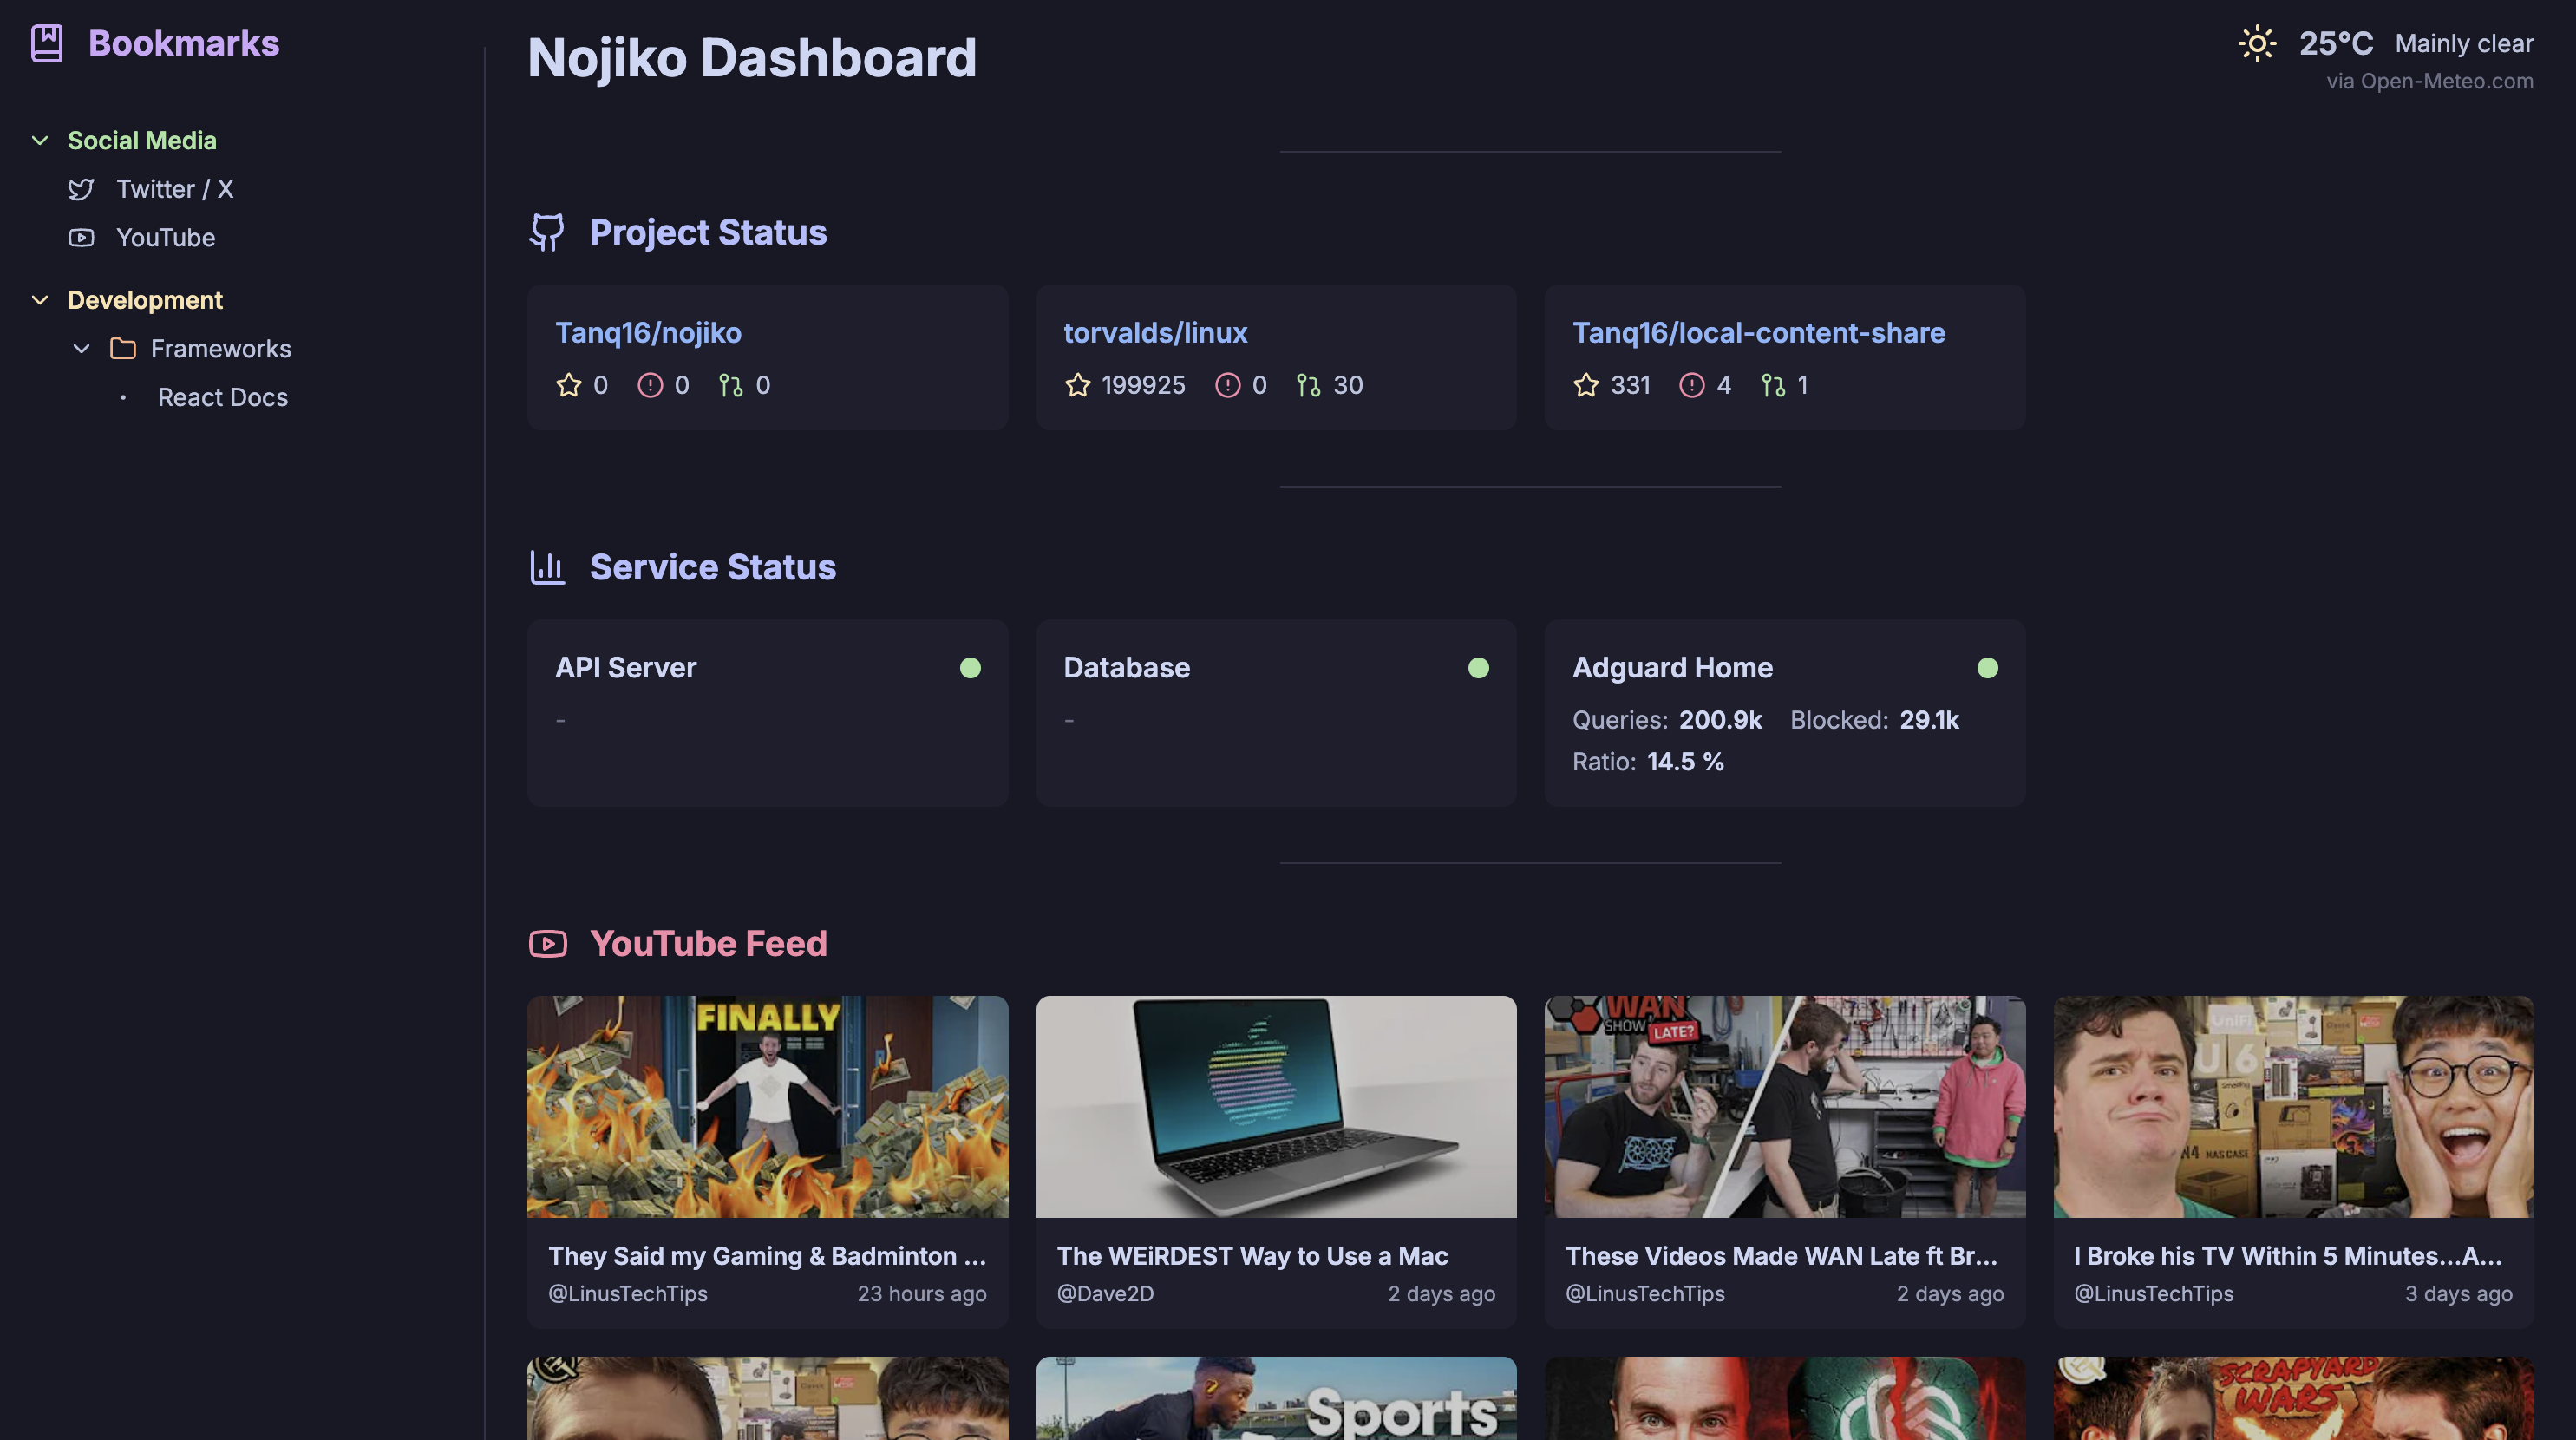 Bookmarks
Social Media
Twitter / X
YouTube
Development
Frameworks
React Docs
Nojiko Dashboard
25°C Mainly clear
via Open-Meteo.com
Project Status
Tanq16/nojiko
0 0 0
torvalds/linux
199925 0 30
Tanq16/local-content-share
331 4 1
Service Status
API Server
-
Database
-
Adguard Home
Queries: 200.9k Blocked: 29.1k
Ratio: 14.5 %
YouTube Feed
FINALLY
They Said my Gaming & Badminton ...
@LinusTechTips 23 hours ago
The WEiRDEST Way to Use a Mac
@Dave2D 2 days ago
WAN
SHOW LATE?
These Videos Made WAN Late ft Br...
@LinusTechTips 2 days ago
UniFi
U6
N4 NAS CASE
I Broke his TV Within 5 Minutes...A...
@LinusTechTips 3 days ago
Sports
SCRAPYARD
WARS